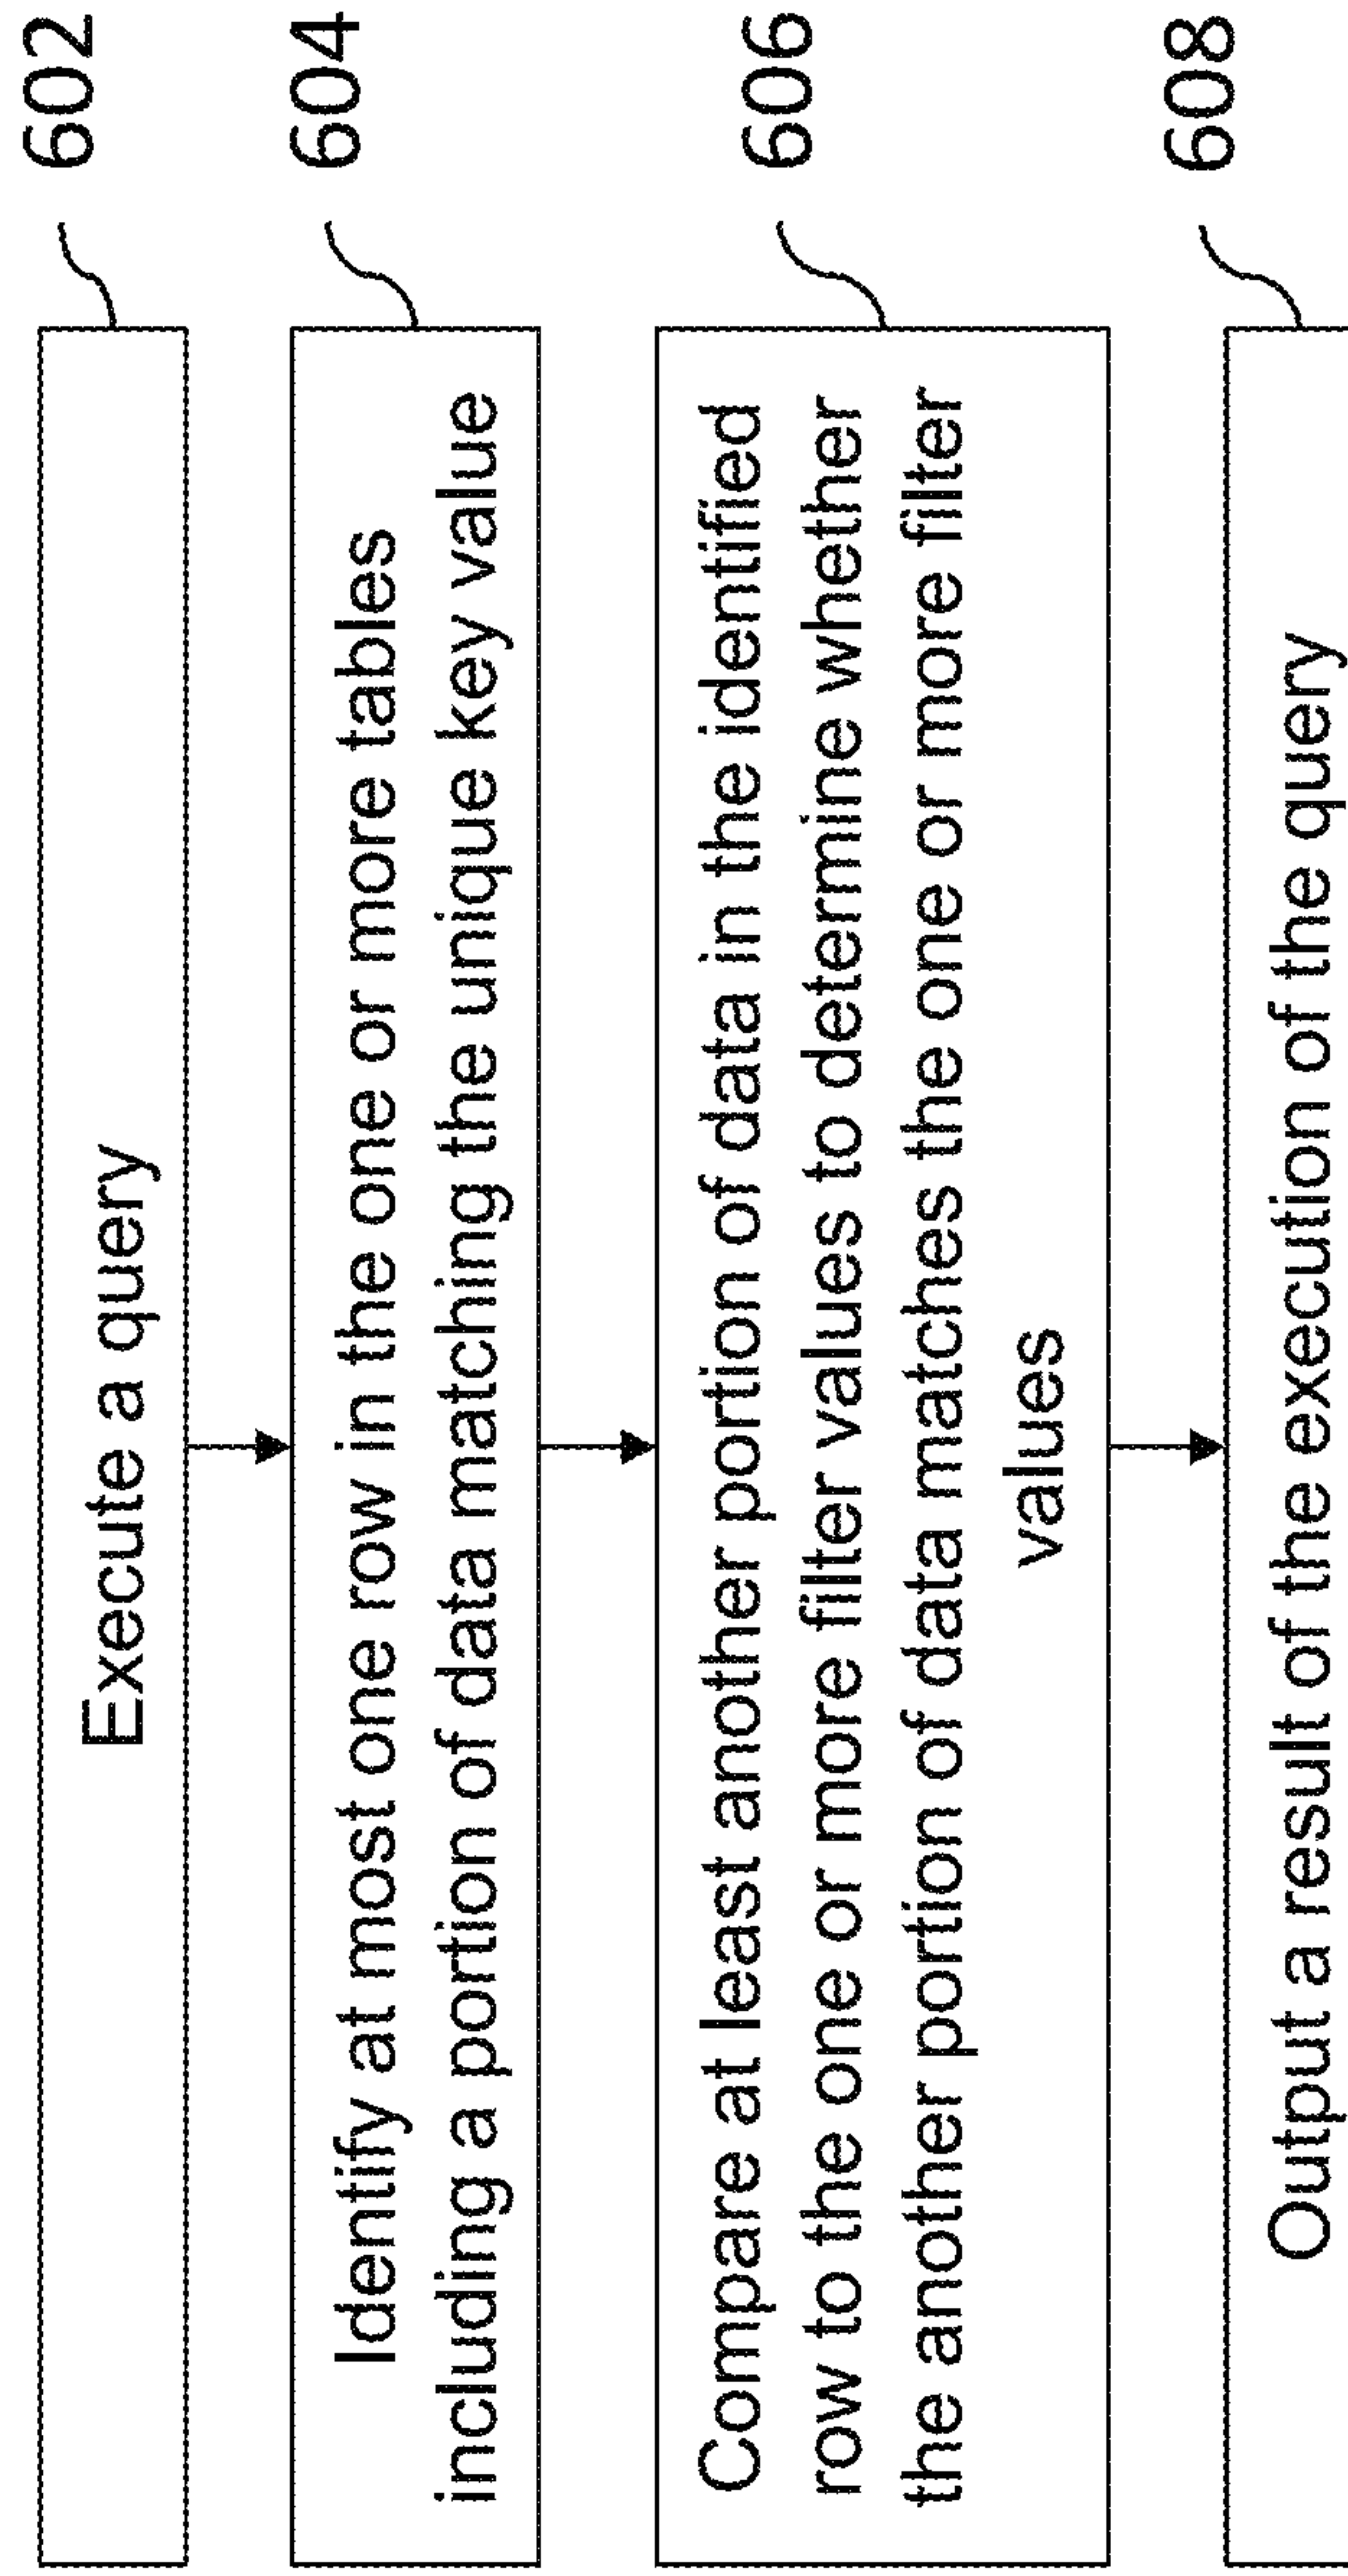 Execute a query
602
Identify at most one row in the one or more tables
including a portion of data matching the unique key value
604
Compare at least another portion of data in the identified
row to the one or more filter values to determine whether
the another portion of data matches the one or more filter
values
606
Output a result of the execution of the query
608